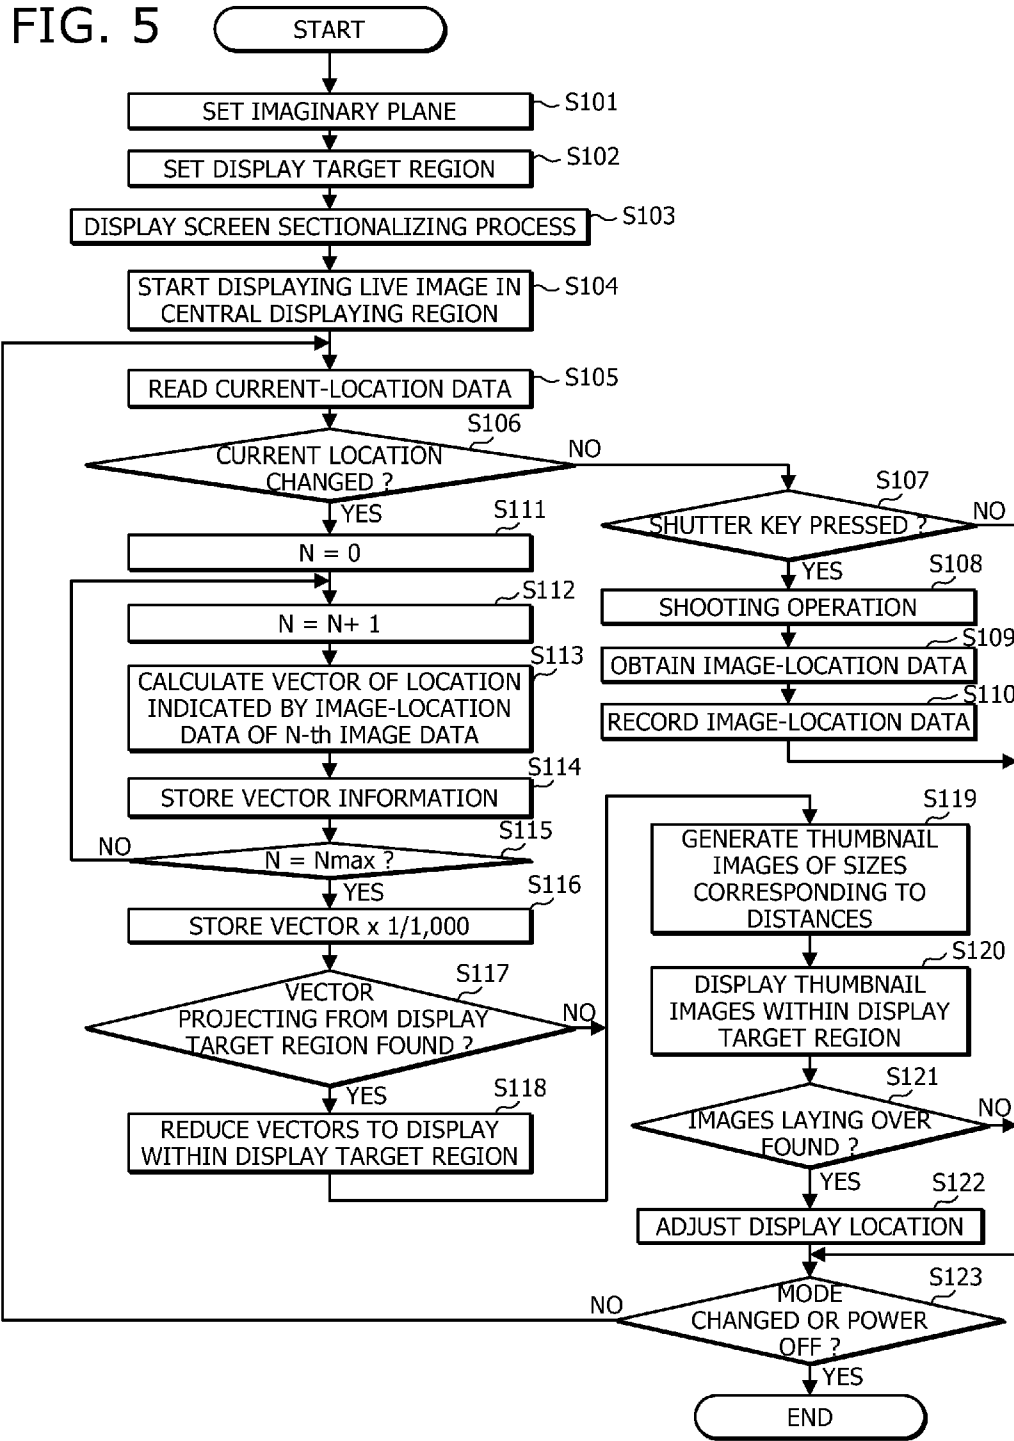 FIG. 5
START
SET IMAGINARY PLANE
S101
SET DISPLAY TARGET REGION
S102
DISPLAY SCREEN SECTIONALIZING PROCESS
S103
START DISPLAYING LIVE IMAGE IN
CENTRAL DISPLAYING REGION
S104
READ CURRENT-LOCATION DATA
S105
S106
CURRENT LOCATION
CHANGED ?
NO
YES
S107
SHUTTER KEY PRESSED ?
NO
YES
S108
SHOOTING OPERATION
S109
OBTAIN IMAGE-LOCATION DATA
S110
RECORD IMAGE-LOCATION DATA
S111
N = 0
S112
N = N+ 1
S113
CALCULATE VECTOR OF LOCATION
INDICATED BY IMAGE-LOCATION
DATA OF N-th IMAGE DATA
S114
STORE VECTOR INFORMATION
S115
N = Nmax ?
NO
YES
S116
STORE VECTOR x 1/1,000
S117
VECTOR
PROJECTING FROM DISPLAY
TARGET REGION FOUND ?
NO
YES
S118
REDUCE VECTORS TO DISPLAY
WITHIN DISPLAY TARGET REGION
S119
GENERATE THUMBNAIL
IMAGES OF SIZES
CORRESPONDING TO
DISTANCES
S120
DISPLAY THUMBNAIL
IMAGES WITHIN DISPLAY
TARGET REGION
S121
IMAGES LAYING OVER
FOUND ?
NO
YES
S122
ADJUST DISPLAY LOCATION
S123
MODE
CHANGED OR POWER
OFF ?
NO
YES
END